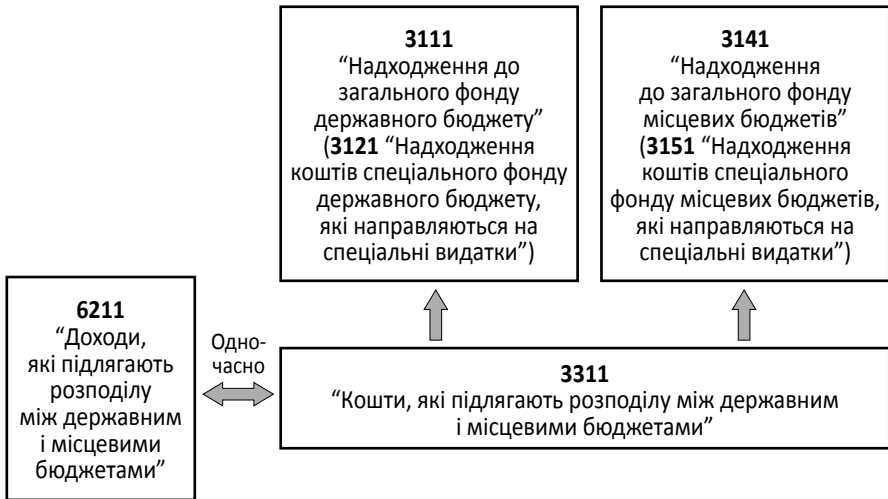 3111
“Надходження до
загального фонду
державного бюджету”
(3121 “Надходження
коштів спеціального фонду
державного бюджету,
які направляються на
спеціальні видатки”)
3141
“Надходження
до загального фонду
місцевих бюджетів”
(3151 “Надходження
коштів спеціального
фонду місцевих бюджетів,
які направляються на
спеціальні видатки”)
6211
“Доходи,
які підлягають
розподілу
між державним
і місцевими
бюджетами”
Одно-
часно
3311
“Кошти, які підлягають розподілу між державним
і місцевими бюджетами”